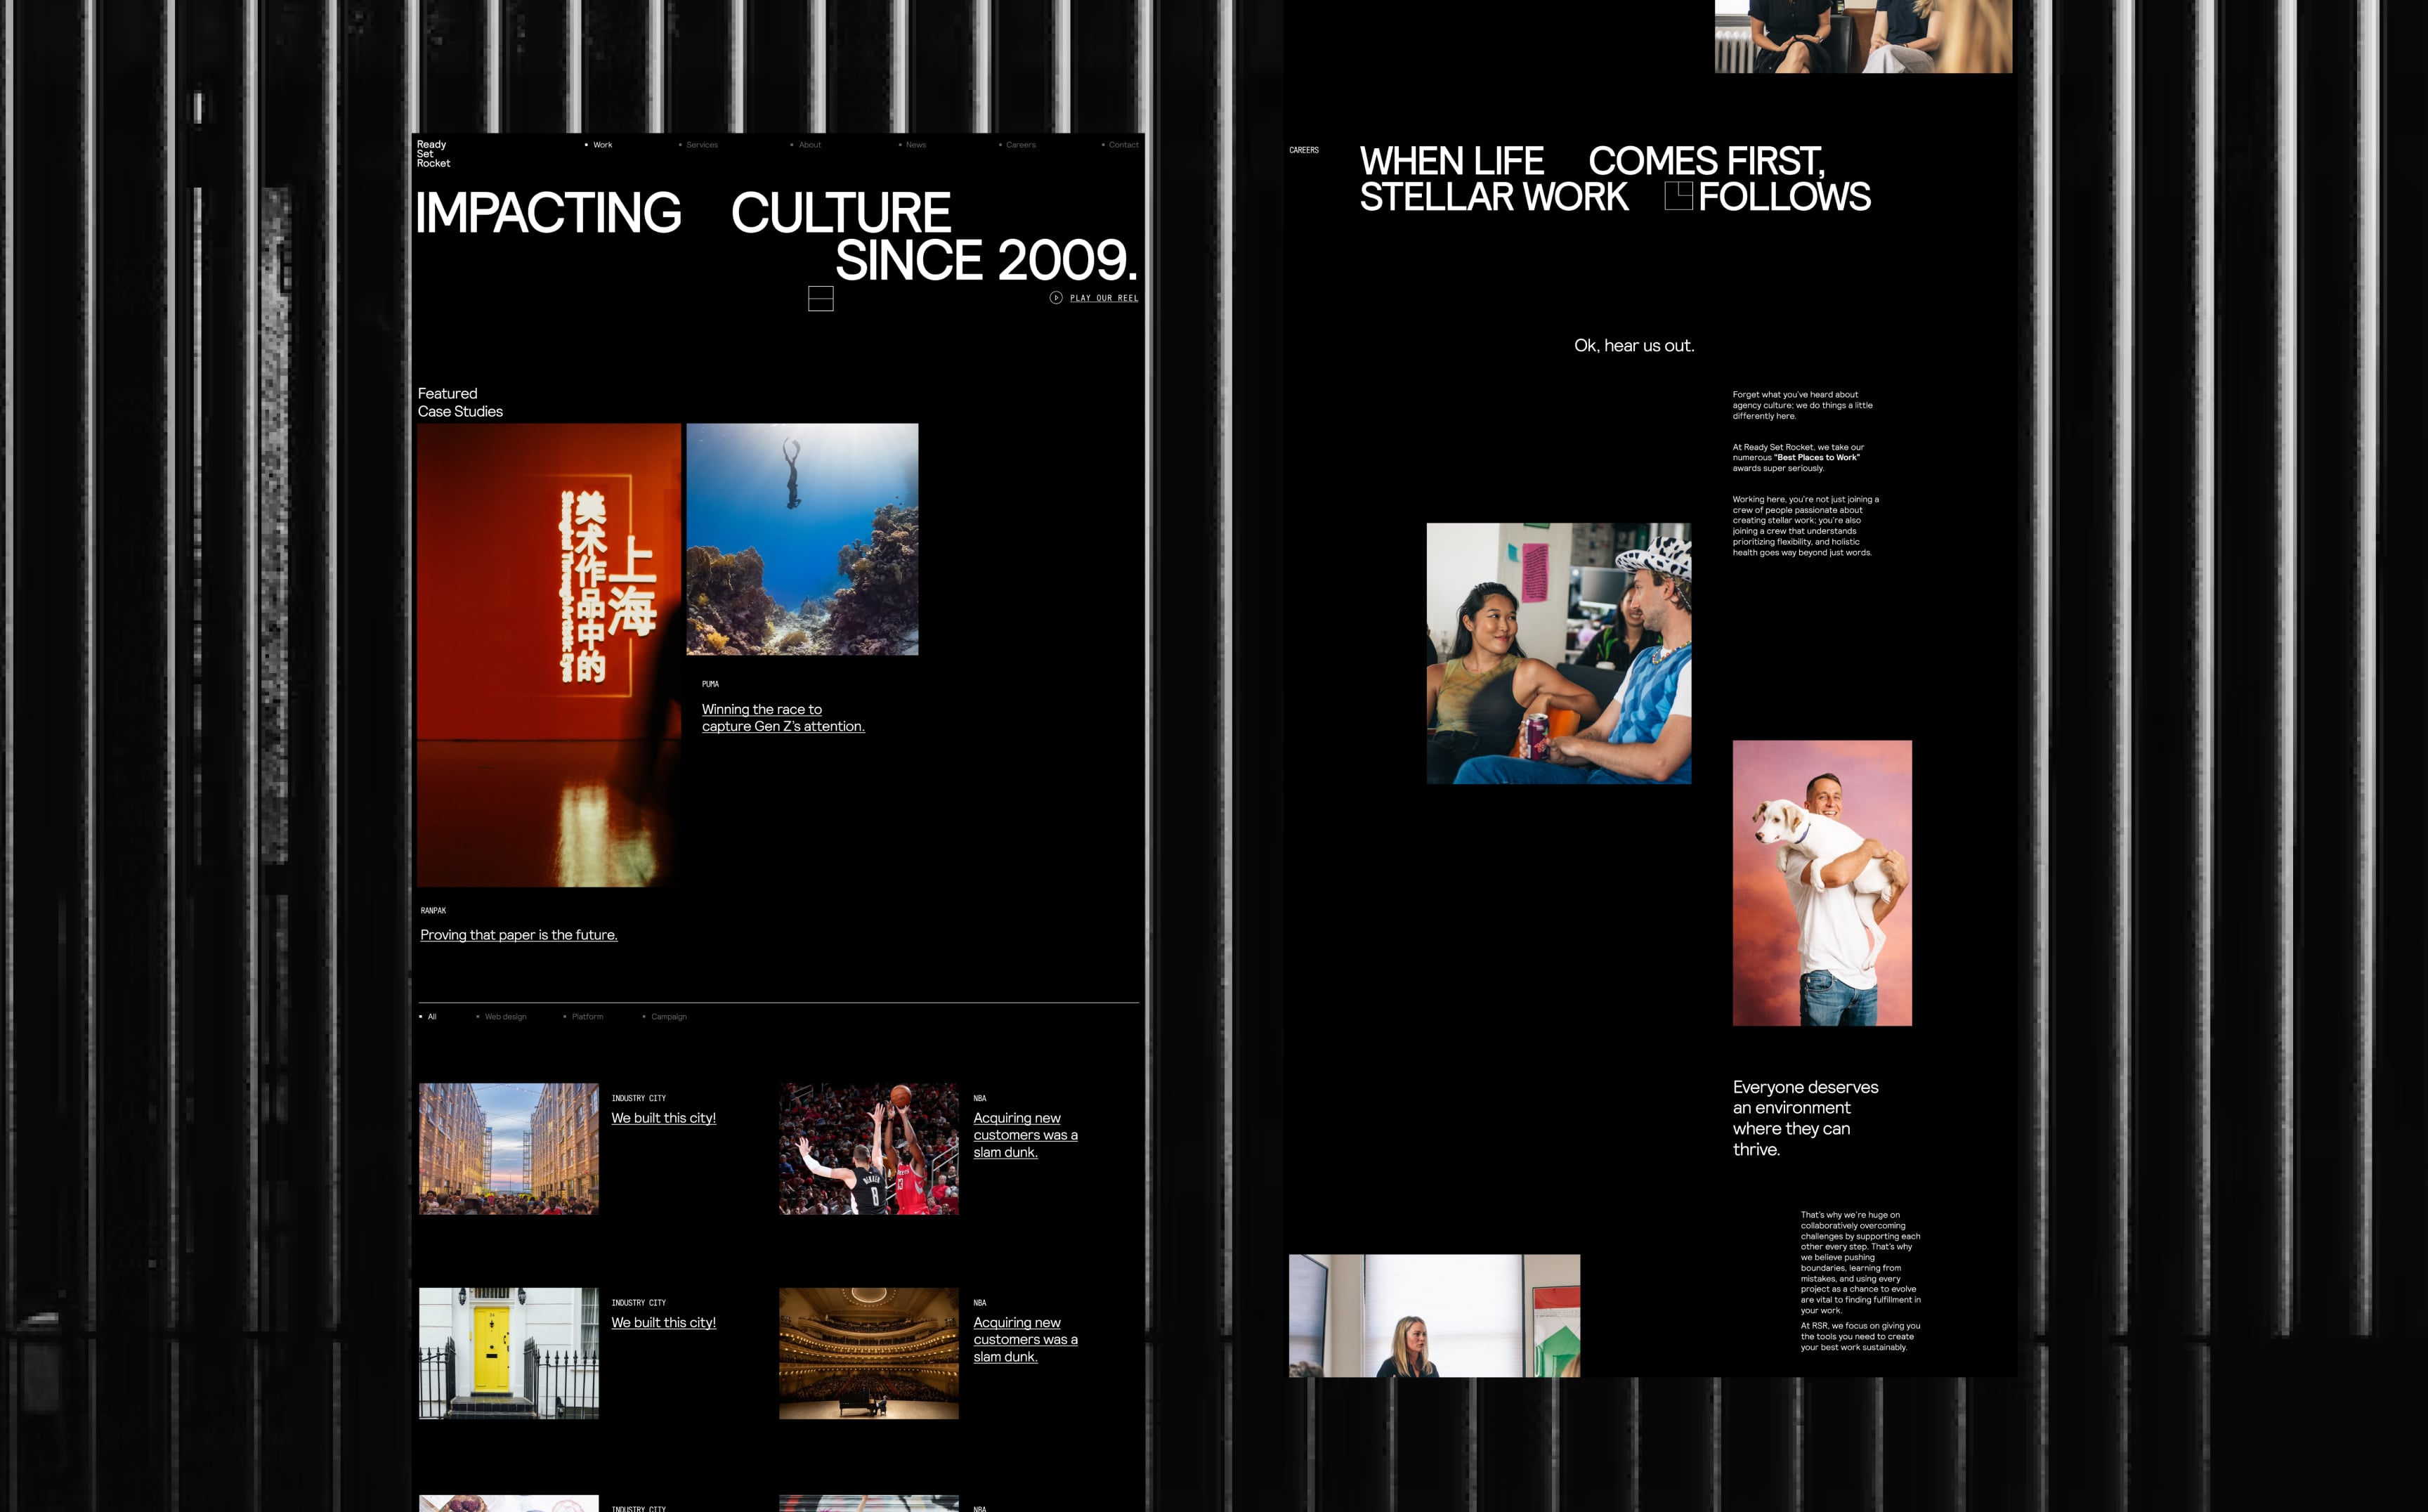 Ready
Set
Rocket
Work
Services
About
News
Careers
Contact
IMPACTING CULTURE
SINCE 2009.
PLAY OUR REEL
Featured
Case Studies
上海
美术作品中的
PUMA
Winning the race to
capture Gen Z's attention.
RANPAK
Proving that paper is the future.
All
Web design
Platform
Campaign
INDUSTRY CITY
We built this city!
NBA
Acquiring new
customers was a
slam dunk.
INDUSTRY CITY
We built this city!
NBA
Acquiring new
customers was a
slam dunk.
INDUSTRY CITY
NBA
CAREERS
WHEN LIFE COMES FIRST,
STELLAR WORK FOLLOWS
Ok, hear us out.
Forget what you've heard about
agency culture; we do things a little
differently here.
At Ready Set Rocket, we take our
numerous "Best Places to Work"
awards super seriously.
Working here, you're not just joining a
crew of people passionate about
creating stellar work; you're also
joining a crew that understands
prioritizing flexibility, and holistic
health goes way beyond just words.
Everyone deserves
an environment
where they can
thrive.
That's why we're huge on
collaboratively overcoming
challenges by supporting each
other every step. That's why
we believe pushing
boundaries, learning from
mistakes, and using every
project as a chance to evolve
are vital to finding fulfillment in
your work.
At RSR, we focus on giving you
the tools you need to create
your best work sustainably.